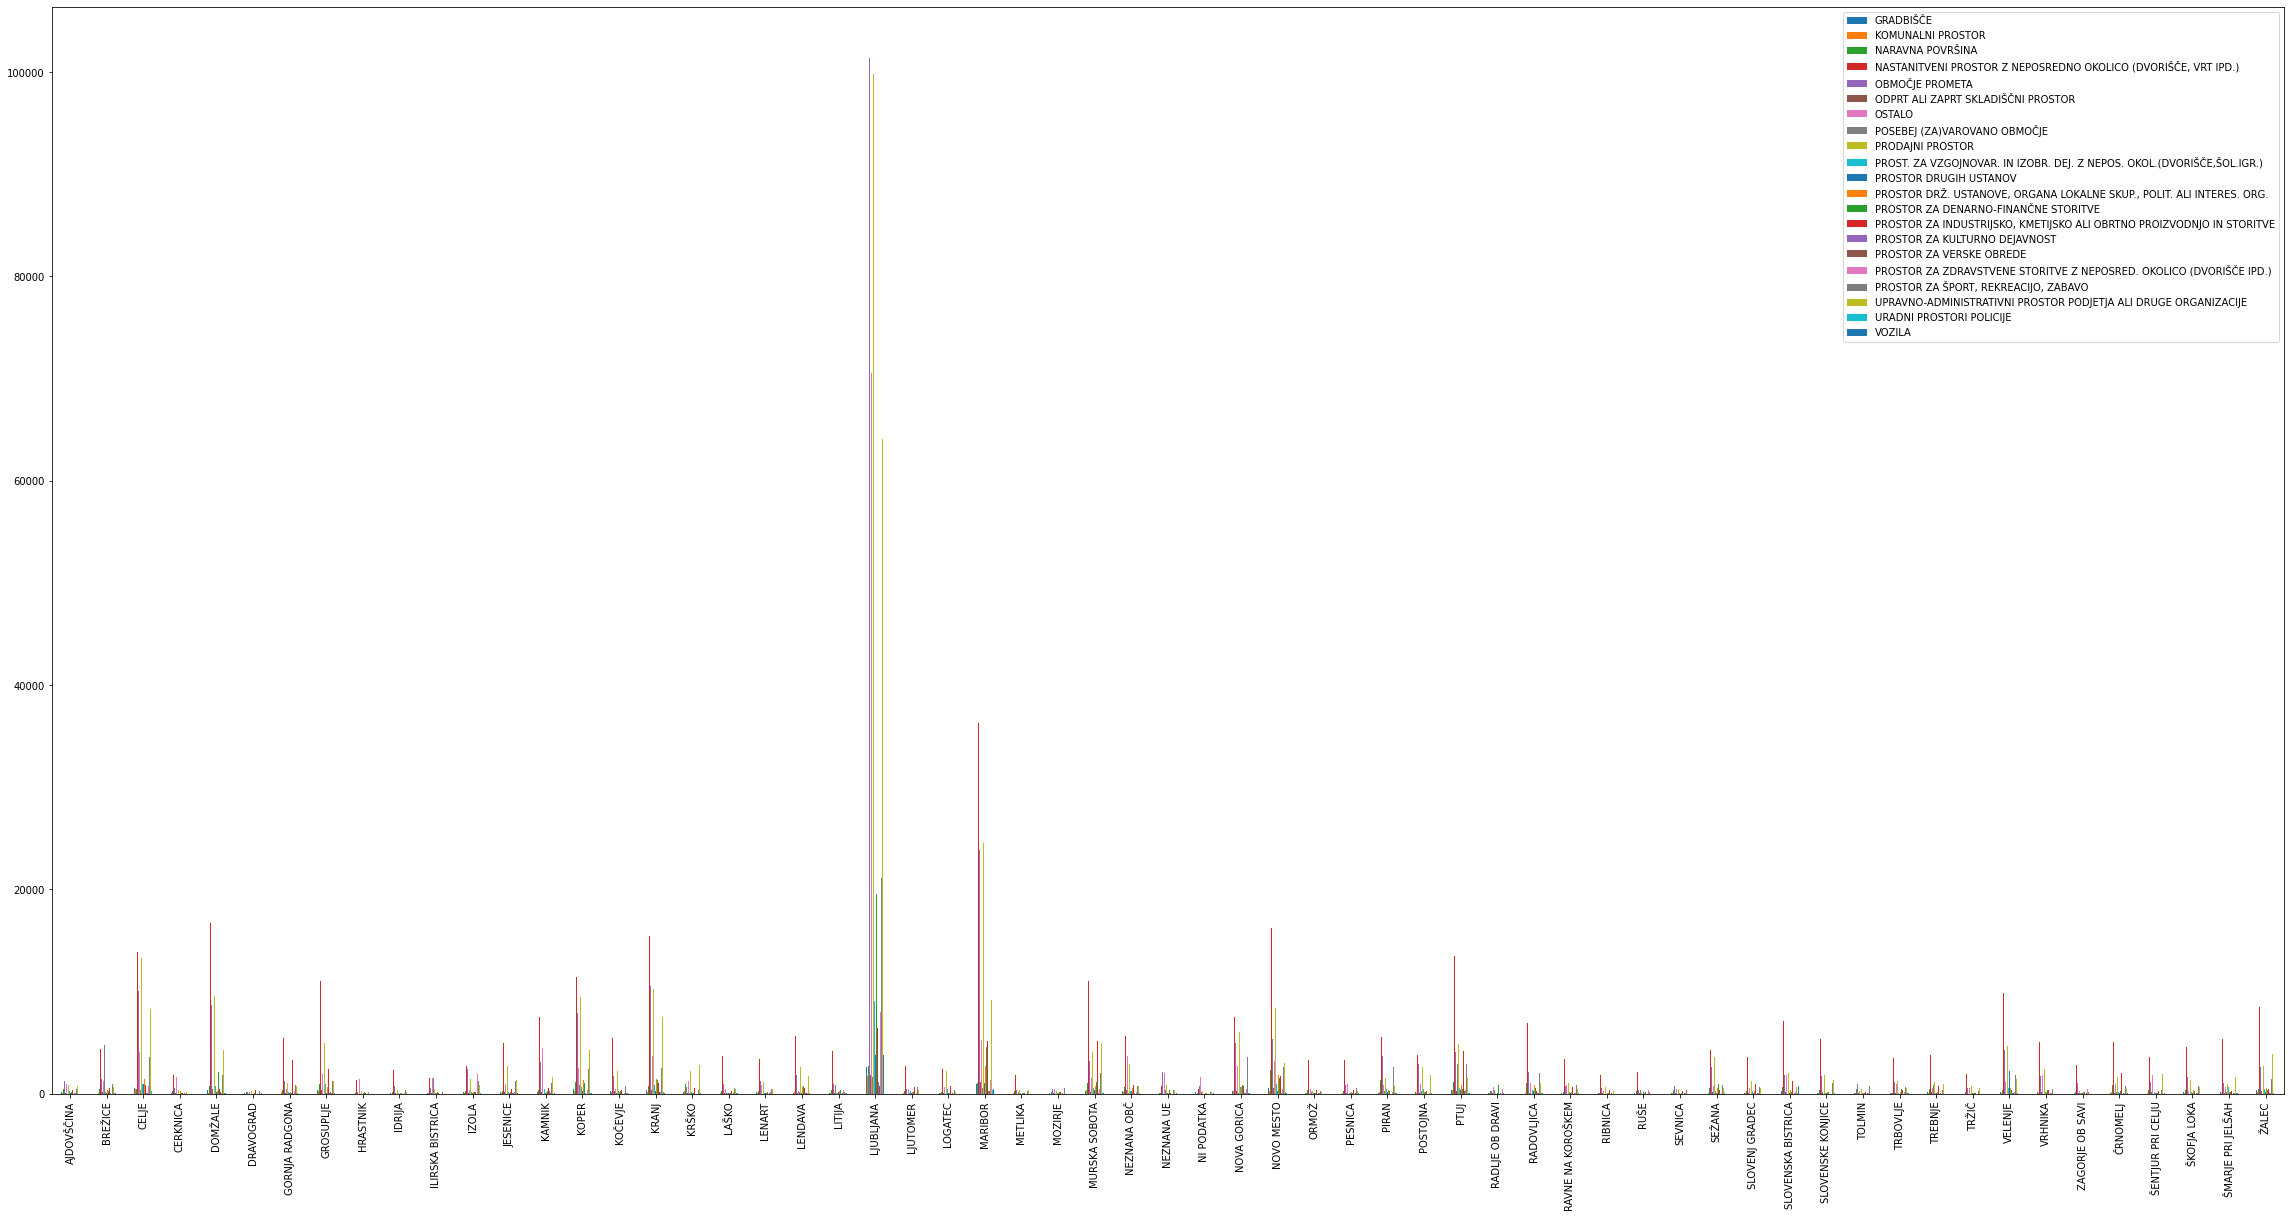 GRADBIŠČE
KOMUNALNI PROSTOR
NARAVNA POVRŠINA
NASTANITVENI PROSTOR Z NEPOSREDNO OKOLICO (DVORIŠČE, VRT IPD.)
OBMOČJE PROMETA
ODPRT ALI ZAPRT SKLADIŠČNI PROSTOR
OSTALO
POSEBEJ (ZA)VAROVANO OBMOČJE
PRODAJNI PROSTOR
PROST. ZA VZGOJNOVAR. IN IZOBR. DEJ. Z NEPOS. OKOL.(DVORIŠČE,ŠOL.IGR.)
PROSTOR DRUGIH USTANOV
PROSTOR DRŽ. USTANOVE, ORGANA LOKALNE SKUP., POLIT. ALI INTERES. ORG.
PROSTOR ZA DENARNO-FINANČNE STORITVE
PROSTOR ZA INDUSTRIJSKO, KMETIJSKO ALI OBRTNO PROIZVODNJO IN STORITVE
PROSTOR ZA KULTURNO DEJAVNOST
PROSTOR ZA VERSKE OBREDE
PROSTOR ZA ZDRAVSTVENE STORITVE Z NEPOSRED. OKOLICO (DVORIŠČE IPD.)
PROSTOR ZA ŠPORT, REKREACIJO, ZABAVO
UPRAVNO-ADMINISTRATIVNI PROSTOR PODJETJA ALI DRUGE ORGANIZACIJE
URADNI PROSTORI POLICIJE
VOZILA
100000
80000
60000
40000
20000
0
AJDOVŠČINA
BREŽICE
CELJE
CERKNICA
DOMŽALE
DRAVOGRAD
GORNJA RADGONA
GROSUPLJE
HRASTNIK
IDRIJA
ILIRSKA BISTRICA
IZOLA
JESENICE
KAMNIK
KOPER
KOČEVJE
KRANJ
KRŠKO
LAŠKO
LENART
LENDAVA
LITIJA
LJUBLJANA
LJUTOMER
LOGATEC
MARIBOR
METLIKA
MOZIRJE
MURSKA SOBOTA
NEZNANA OBČ
NEZNANA UE
NI PODATKA
NOVA GORICA
NOVO MESTO
ORMOŽ
PESNICA
PIRAN
POSTOJNA
PTUJ
RADLJE OB DRAVI
RADOVLJICA
RAVNE NA KOROŠKEM
RIBNICA
RUŠE
SEVNICA
SEŽANA
SLOVENJ GRADEC
SLOVENSKA BISTRICA
SLOVENSKE KONJICE
TOLMIN
TRBOVLJE
TREBNJE
TRŽIČ
VELENJE
VRHNIKA
ZAGORJE OB SAVI
ČRNOMELJ
ŠENTJUR PRI CELJU
ŠKOFJA LOKA
ŠMARJE PRI JELŠAH
ŽALEC